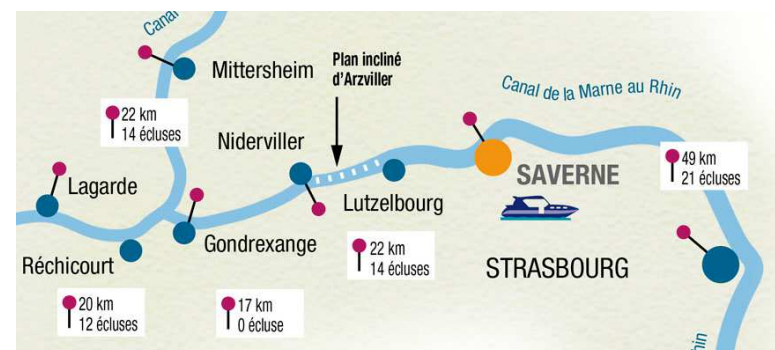 Canal
Mittersheim
22 km
14 écluses
Plan incliné
d'Arzviller
Canal de la Marne au Rhin
Niderviller
Lagarde
Lutzelbourg
SAVERNE
49 km
21 écluses
Réchicourt
Gondrexange
22 km
14 écluses
STRASBOURG
20 km
12 écluses
17 km
0 écluse
hin